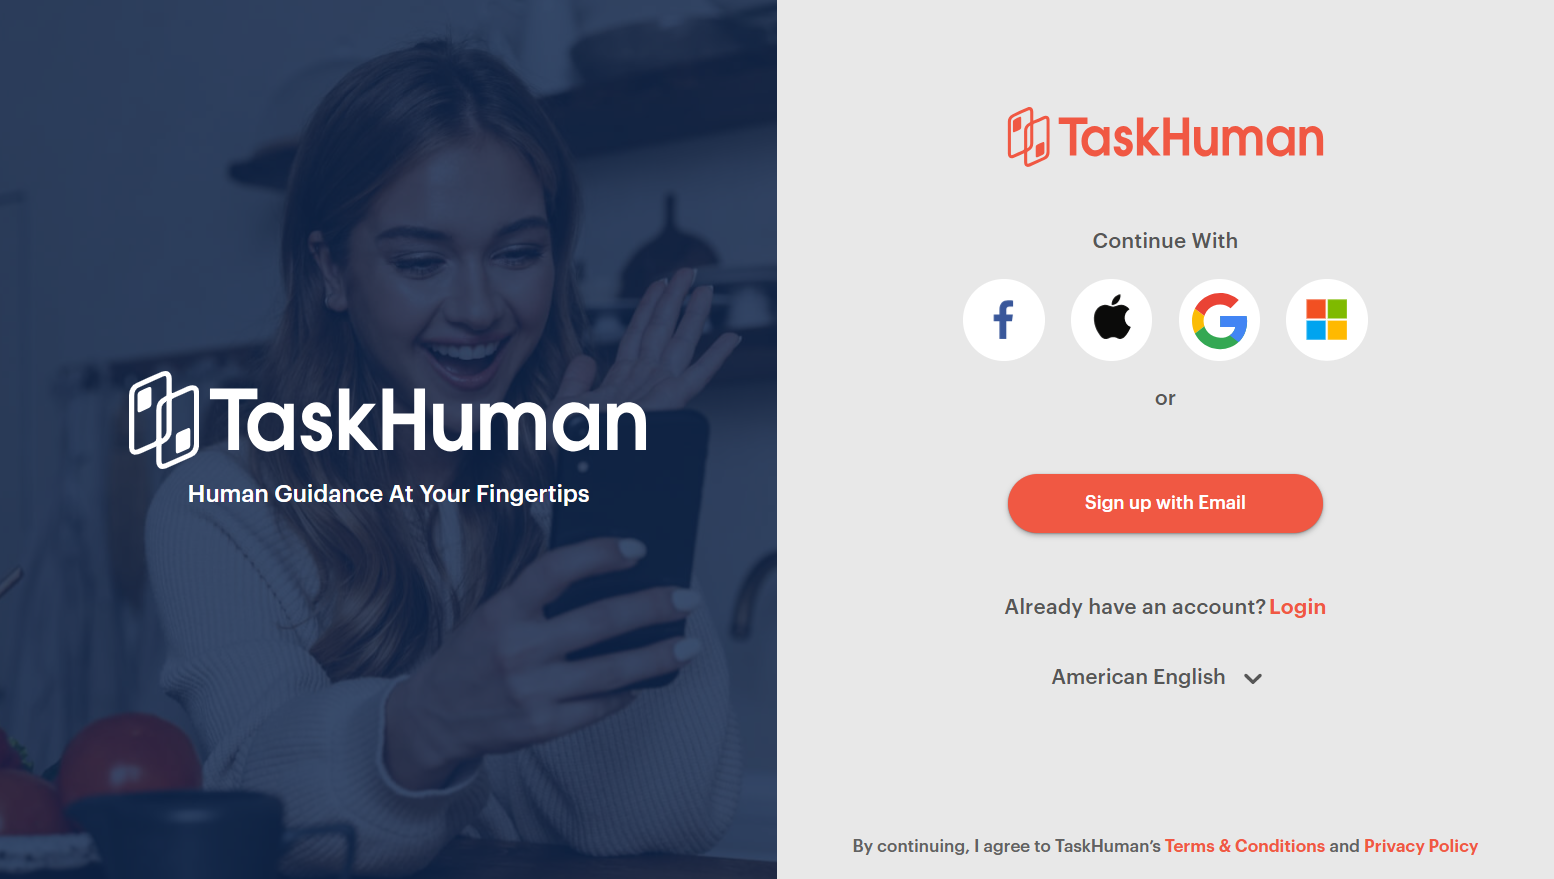 TaskHuman
Human Guidance At Your Fingertips
TaskHuman
Continue With
or
Sign up with Email
Already have an account? Login
American English
By continuing, I agree to TaskHuman’s Terms & Conditions and Privacy Policy